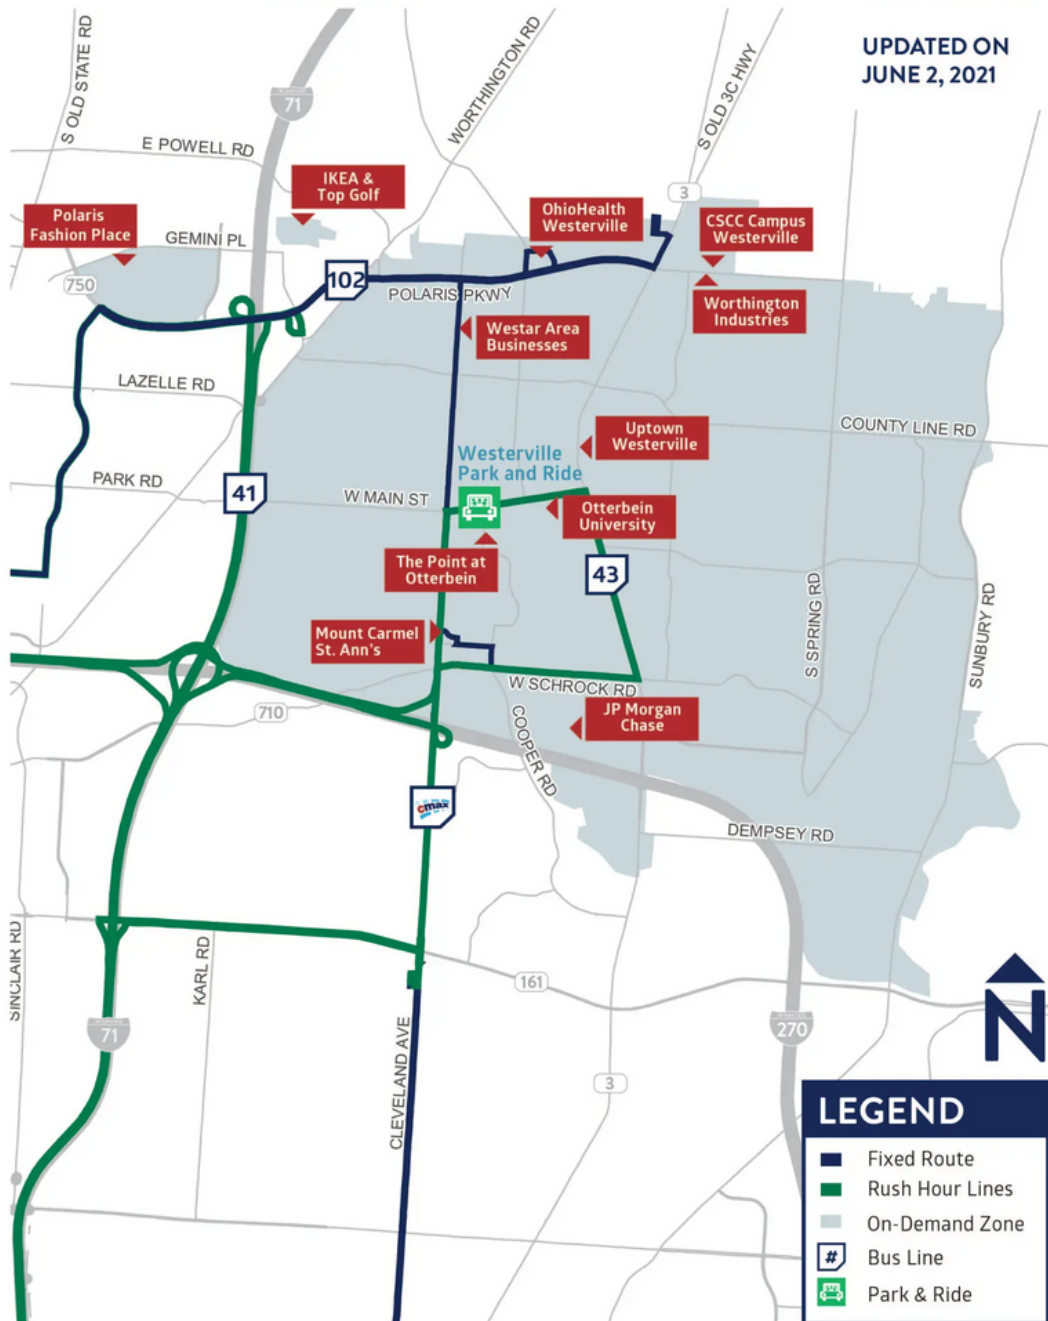 UPDATED ON
JUNE 2, 2021
S OLD STATE RD
71
WORTHINGTON RD
S OLD 3C HWY
E POWELL RD
IKEA &
Top Golf
3
Polaris
Fashion Place
OhioHealth
Westerville
CSCC Campus
Westerville
GEMINI PL
750
102
POLARIS PKWY
Worthington
Industries
Westar Area
Businesses
LAZELLE RD
COUNTY LINE RD
Uptown
Westerville
Westerville
Park and Ride
PARK RD
41
W MAIN ST
Otterbein
University
The Point at
Otterbein
43
S SPRING RD
SUNBURY RD
Mount Carmel
St. Ann's
W SCHROCK RD
710
JP Morgan
Chase
COOPER RD
cmax
DEMPSEY RD
SINCLAIR RD
KARL RD
161
71
270
CLEVELAND AVE
3
N
LEGEND
Fixed Route
Rush Hour Lines
On-Demand Zone
# Bus Line
Park & Ride